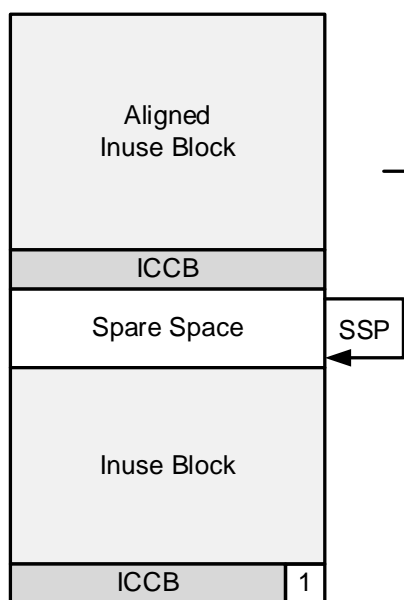 Aligned
Inuse Block
ICCB
Spare Space
SSP
Inuse Block
ICCB
1